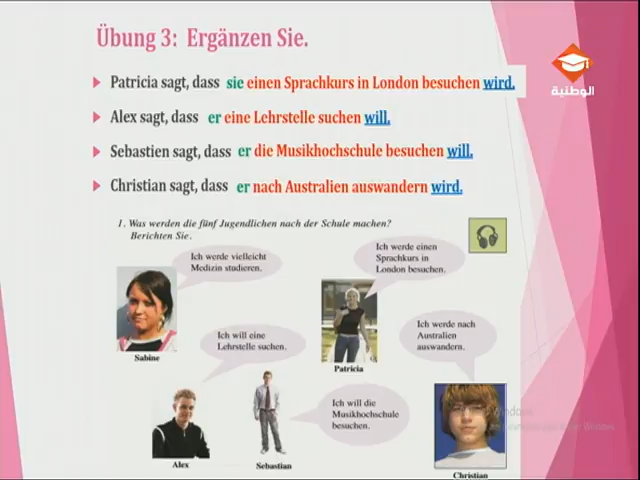 Übung 3: Ergänzen Sie.
الوطنية
Patricia sagt, dass sie einen Sprachkurs in London besuchen wird.
Alex sagt, dass er eine Lehrstelle suchen will.
Sebastien sagt, dass er die Musikhochschule besuchen will.
Christian sagt, dass er nach Australien auswandern wird.
1. Was werden die fünf Jugendlichen nach der Schule machen?
Berichten Sie.
Ich werde vielleicht
Medizin studieren.
Ich werde einen
Sprachkurs in
London besuchen.
Sabine
Ich will eine
Lehrstelle suchen.
Patricia
Ich werde nach
Australien
auswandern.
Ich will die
Musikhochschule
besuchen.
Alex
Sebastian
Christian
Windows